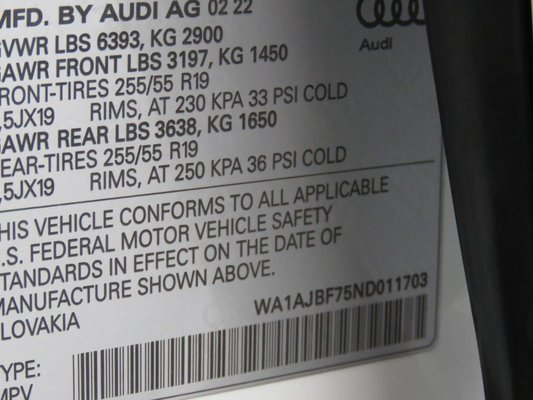 MFD. BY AUDI AG 02 22
GVWR LBS 6393, KG 2900
GAWR FRONT LBS 3197, KG 1450
FRONT-TIRES 255/55 R19
,5JX19 RIMS, AT 230 KPA 33 PSI COLD
GAWR REAR LBS 3638, KG 1650
REAR-TIRES 255/55 R19
,5JX19 RIMS, AT 250 KPA 36 PSI COLD
THIS VEHICLE CONFORMS TO ALL APPLICABLE
U.S. FEDERAL MOTOR VEHICLE SAFETY
STANDARDS IN EFFECT ON THE DATE OF
MANUFACTURE SHOWN ABOVE.
SLOVAKIA
WA1AJBF75ND011703
TYPE:
MPV
Audi